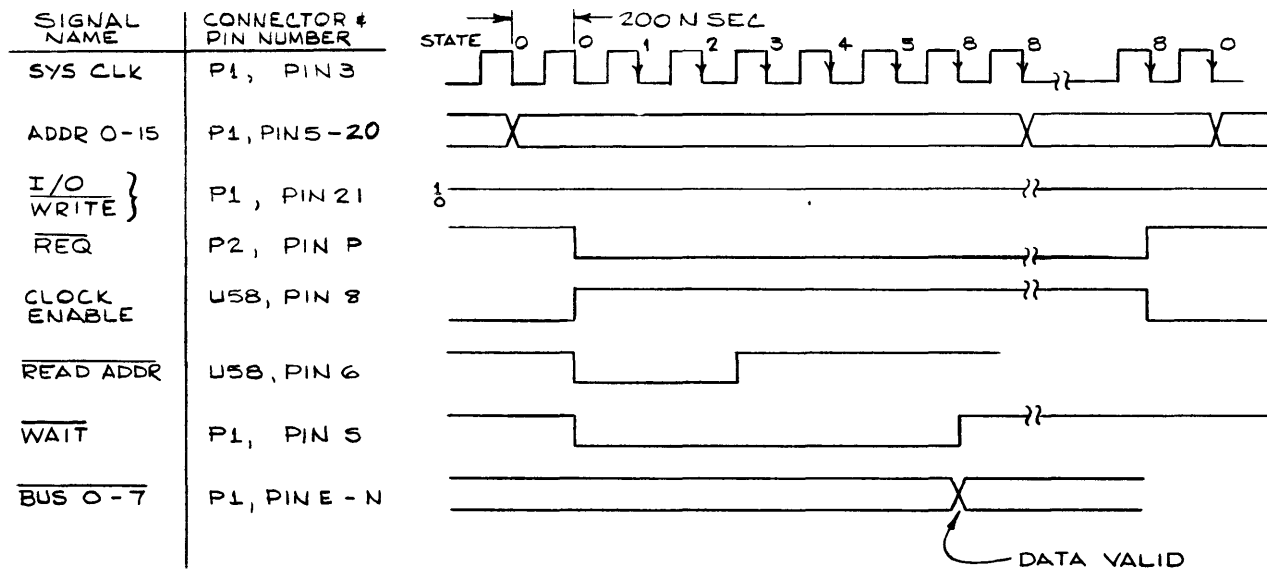 SIGNAL NAME
CONNECTOR & PIN NUMBER
200 N SEC
STATE 0 0 1 2 3 4 5 8 8 8 0
SYS CLK P1, PIN 3
ADDR 0-15 P1, PIN 5-20
I/O
WRITE } P1, PIN 21 1 0
REQ P2, PIN P
CLOCK ENABLE U58, PIN 8
READ ADDR U58, PIN 6
WAIT P1, PIN S
BUS 0-7 P1, PIN E-N
DATA VALID